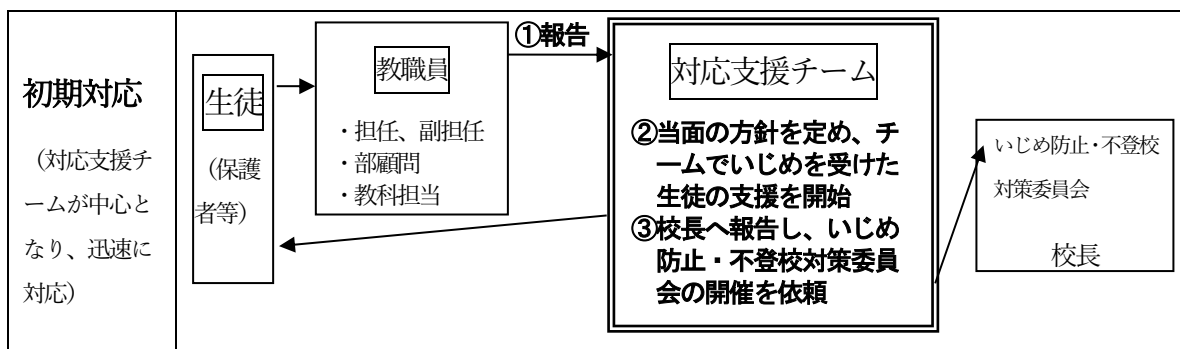 初期対応
（対応支援チ
ームが中心と
なり、迅速に
対応）
生徒
（保護
者等）
教職員
・担任、副担任
・部顧問
・教科担当
①報告
対応支援チーム
②当面の方針を定め、チ
ームでいじめを受けた
生徒の支援を開始
③校長へ報告し、いじめ
防止・不登校対策委員
会の開催を依頼
いじめ防止・不登校
対策委員会
校長